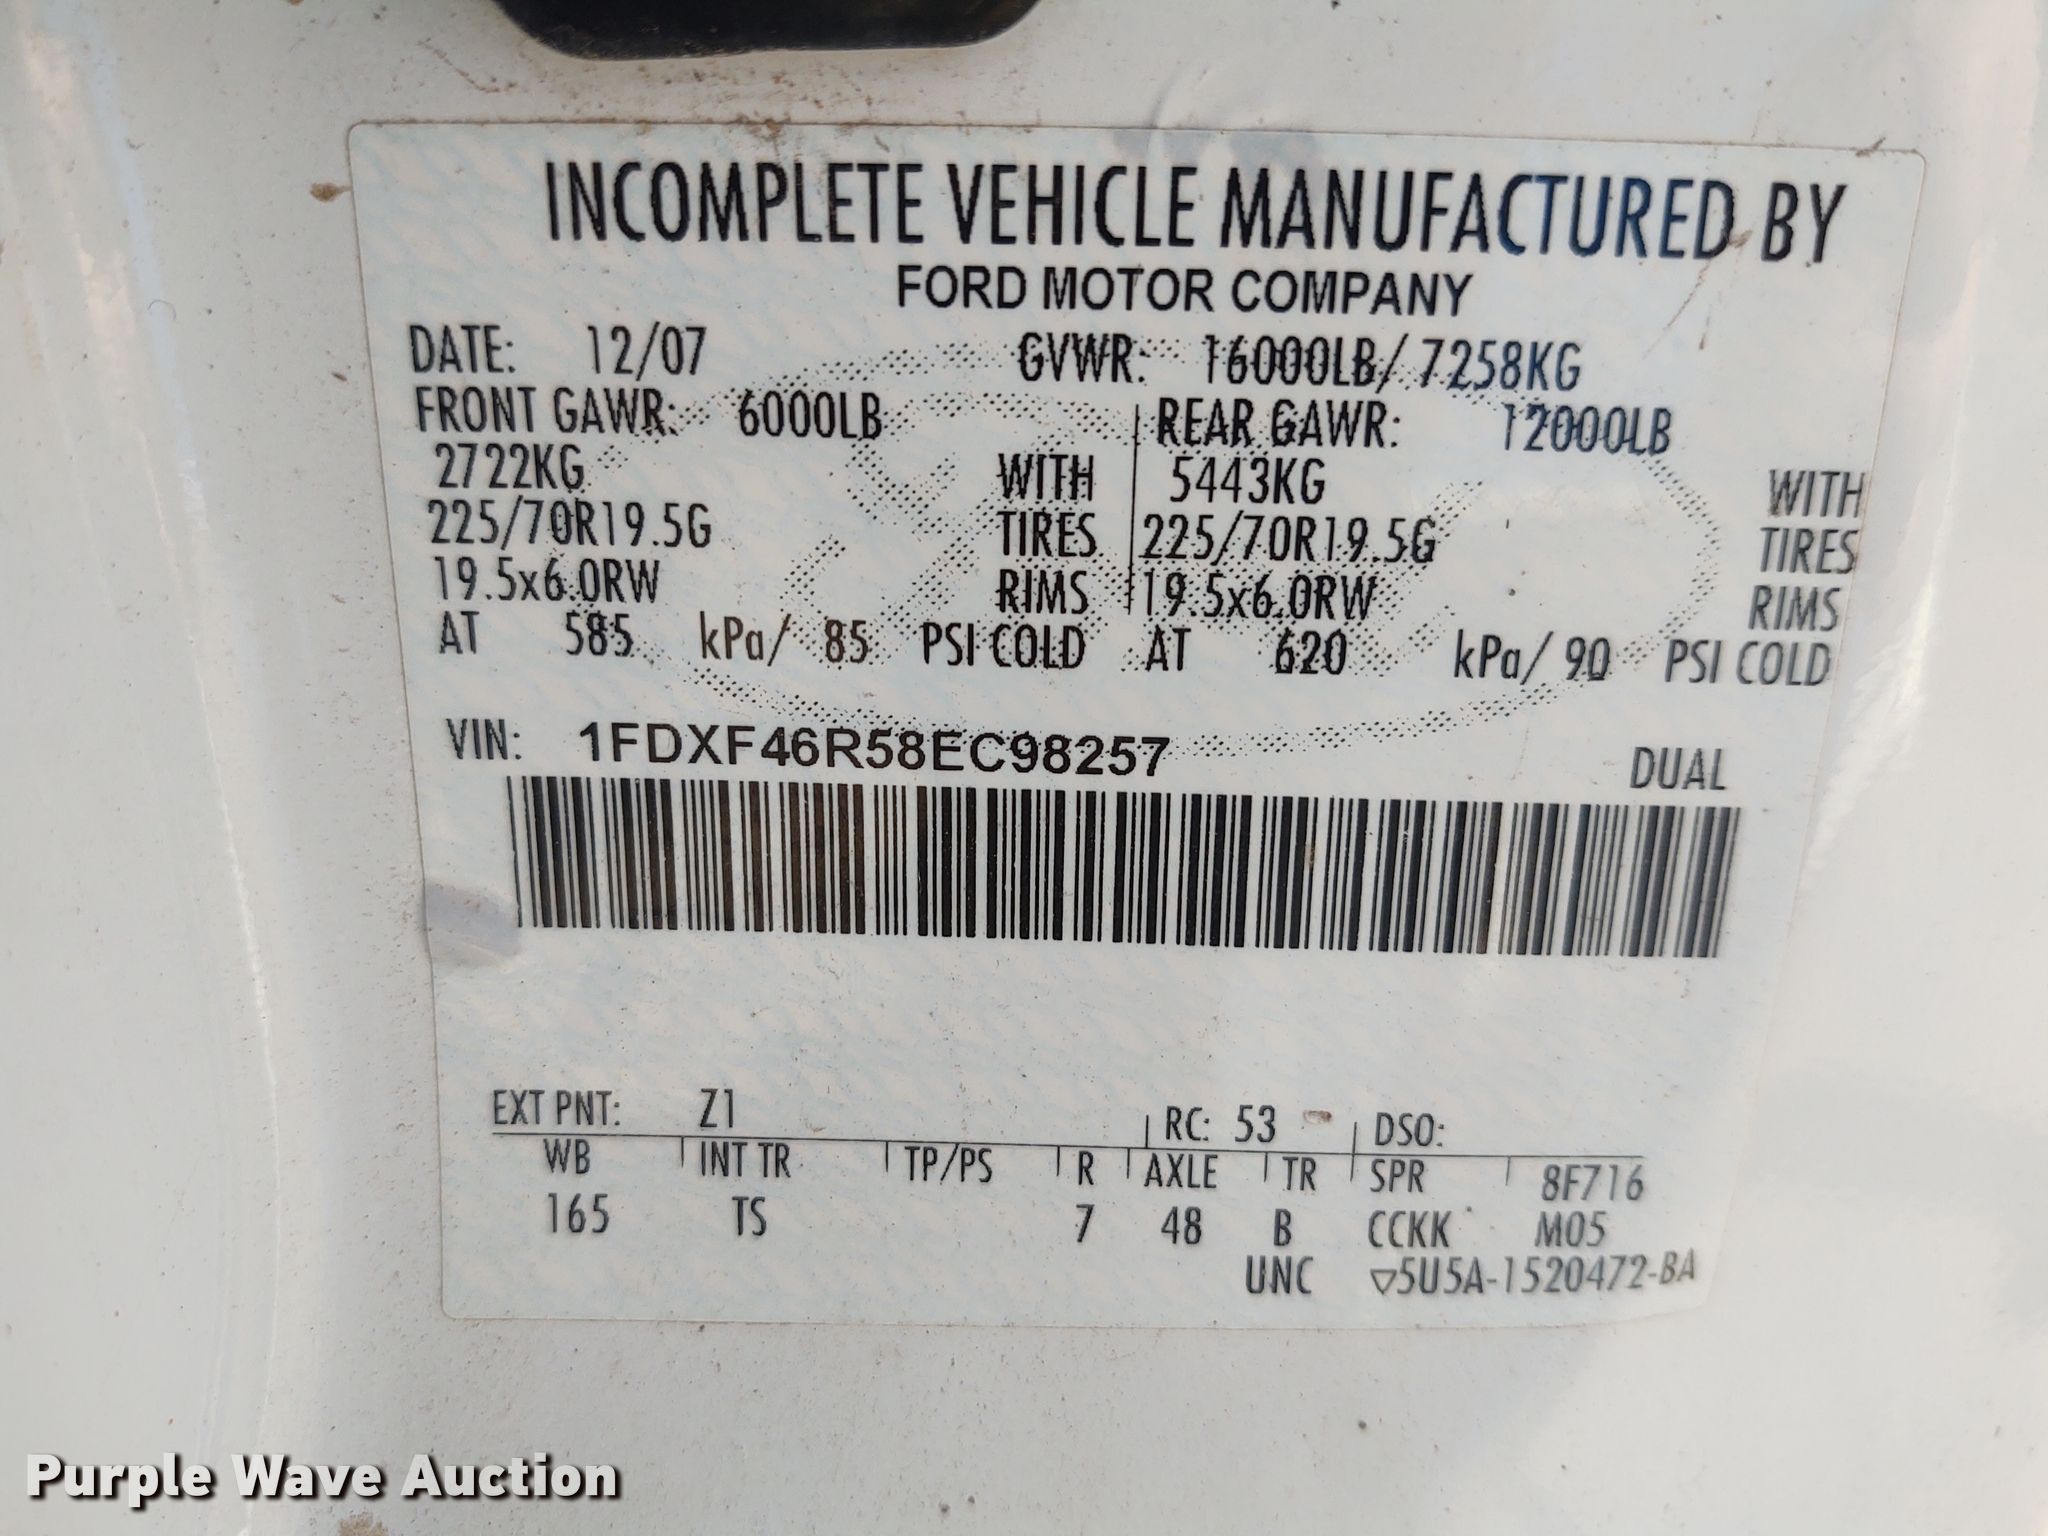 INCOMPLETE VEHICLE MANUFACTURED BY
FORD MOTOR COMPANY
DATE: 12/07 GVWR: 16000LB/ 7258KG
FRONT GAWR: 6000LB REAR GAWR: 12000LB
2722KG WITH 5443KG WITH
225/70R19.5G TIRES 225/70R19.5G TIRES
19.5x6.0RW RIMS 19.5x6.0RW RIMS
AT 585 kPa/ 85 PSI COLD AT 620 kPa/ 90 PSI COLD
VIN: 1FDXF46R58EC98257
DUAL
EXT PNT: Z1 RC: 53 DSO:
WB INT TR TP/PS R AXLE TR SPR 8F716
165 TS 7 48 B CCKK M05
UNC ▽5U5A-1520472-BA
Purple Wave Auction